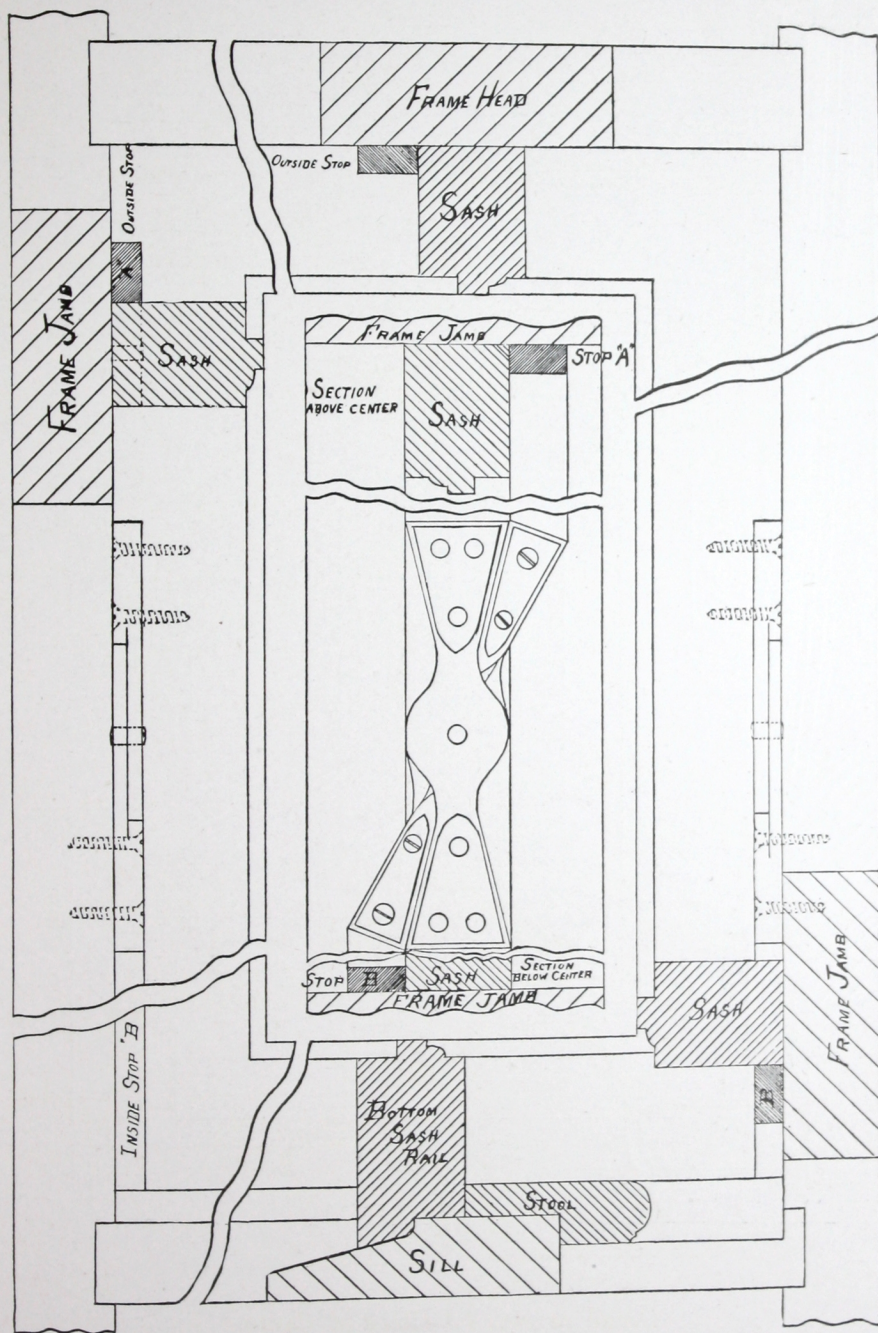 FRAME HEAD
OUTSIDE STOP
OUTSIDE STOP
SASH
"A"
FRAME JAMB
SASH
FRAME JAMB
STOP "A"
SECTION
ABOVE CENTER
SASH
STOP
B
SASH
SECTION
BELOW CENTER
FRAME JAMB
SASH
FRAME JAMB
B
INSIDE STOP "B
BOTTOM
SASH
RAIL
STOOL
SILL